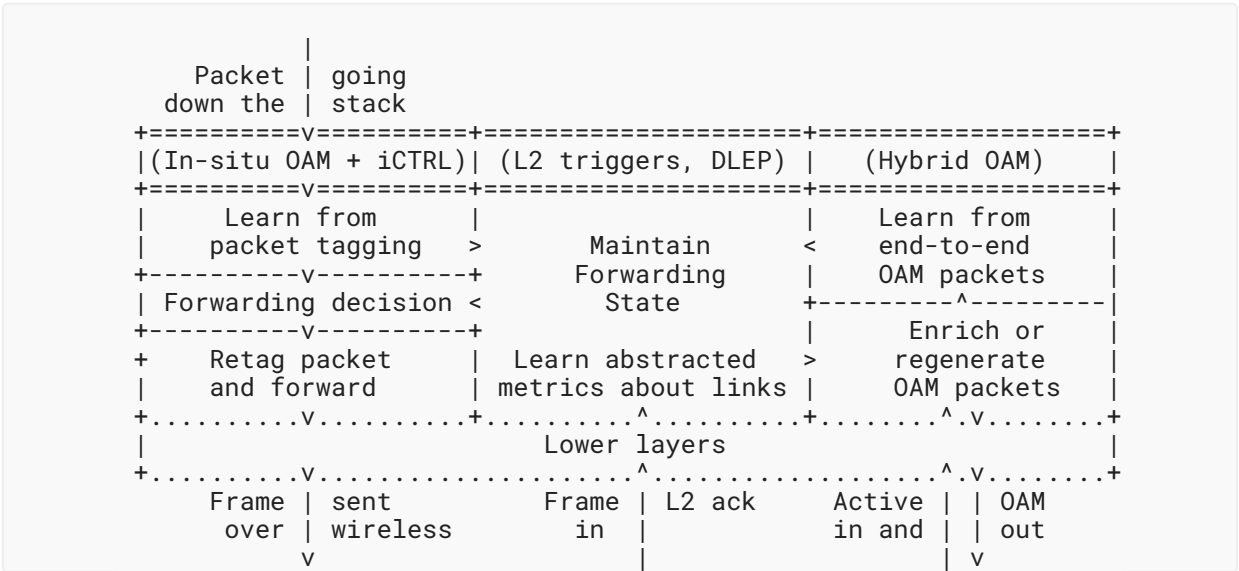 |
                Packet | going
              down the | stack
            +==========v==========+=====================+===================+
            |(In-situ OAM + iCTRL)| (L2 triggers, DLEP) |   (Hybrid OAM)    |
            +==========v==========+=====================+===================+
            |     Learn from      |                     |    Learn from     |
            |    packet tagging   >       Maintain      <    end-to-end     |
            +----------v----------+      Forwarding     |    OAM packets    |
            | Forwarding decision <        State        +---------^---------|
            +----------v----------+                     |      Enrich or    |
            +    Retag packet     |  Learn abstracted   >     regenerate    |
            |    and forward      | metrics about links |     OAM packets   |
            +..........v..........+..........^..........+........^.v........+
            |                          Lower layers                         |
            +..........v.....................^...................^.v........+
                 Frame | sent          Frame | L2 ack     Active | | OAM
                  over | wireless        in  |            in and | | out
                       v                     |                   | v